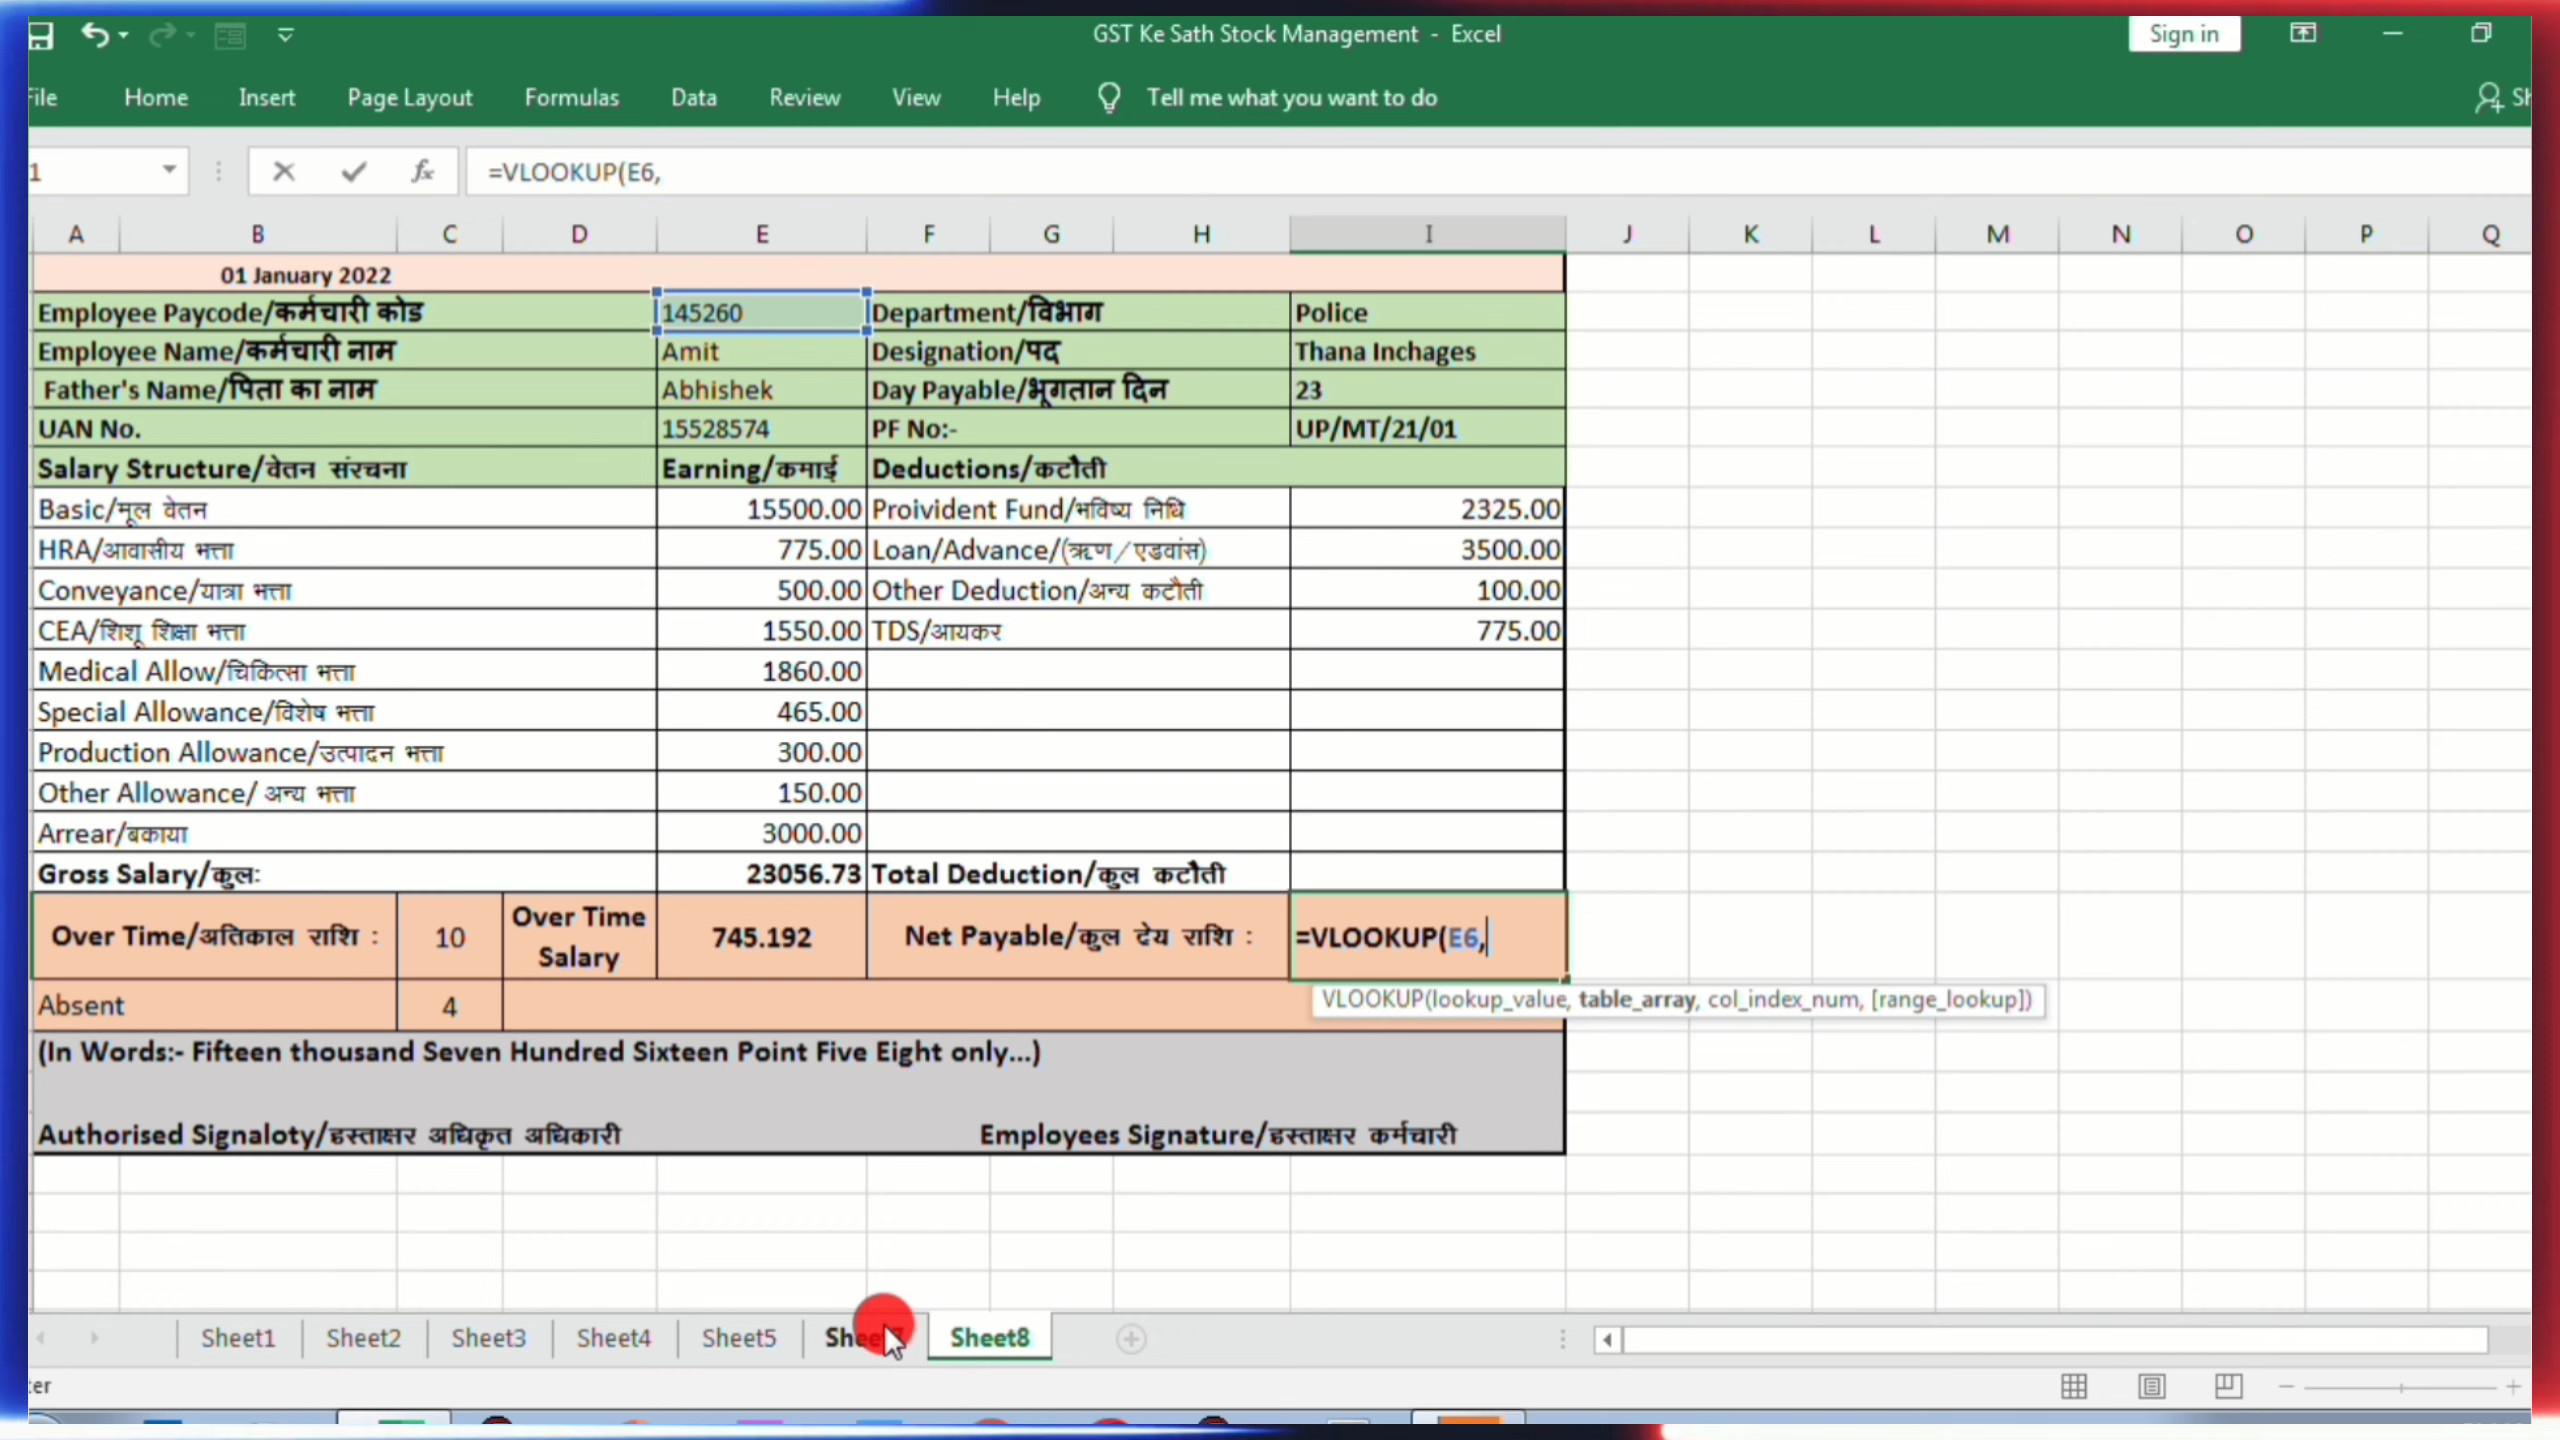 GST Ke Sath Stock Management - Excel
Sign in
File Home Insert Page Layout Formulas Data Review View Help Tell me what you want to do
1 fx =VLOOKUP(E6,
A B C D E F G H I J K L M N O P Q
01 January 2022
Employee Paycode/कर्मचारी कोड 145260 Department/विभाग Police
Employee Name/कर्मचारी नाम Amit Designation/पद Thana Inchages
Father's Name/पिता का नाम Abhishek Day Payable/भूगतान दिन 23
UAN No. 15528574 PF No:- UP/MT/21/01
Salary Structure/वेतन संरचना Earning/कमाई Deductions/कटौती
Basic/मूल वेतन 15500.00 Proivident Fund/भविष्य निधि 2325.00
HRA/आवासीय भत्ता 775.00 Loan/Advance/(ऋण/एडवांस) 3500.00
Conveyance/यात्रा भत्ता 500.00 Other Deduction/अन्य कटौती 100.00
CEA/शिशू शिक्षा भत्ता 1550.00 TDS/आयकर 775.00
Medical Allow/चिकित्सा भत्ता 1860.00
Special Allowance/विशेष भत्ता 465.00
Production Allowance/उत्पादन भत्ता 300.00
Other Allowance/ अन्य भत्ता 150.00
Arrear/बकाया 3000.00
Gross Salary/कुल: 23056.73 Total Deduction/कुल कटौती
Over Time/अतिकाल राशि : 10 Over Time Salary 745.192 Net Payable/कुल देय राशि : =VLOOKUP(E6,
VLOOKUP(lookup_value, table_array, col_index_num, [range_lookup])
Absent 4
(In Words:- Fifteen thousand Seven Hundred Sixteen Point Five Eight only...)
Authorised Signaloty/हस्ताक्षर अधिकृत अधिकारी Employees Signature/हस्ताक्षर कर्मचारी
Sheet1 Sheet2 Sheet3 Sheet4 Sheet5 Sheet7 Sheet8